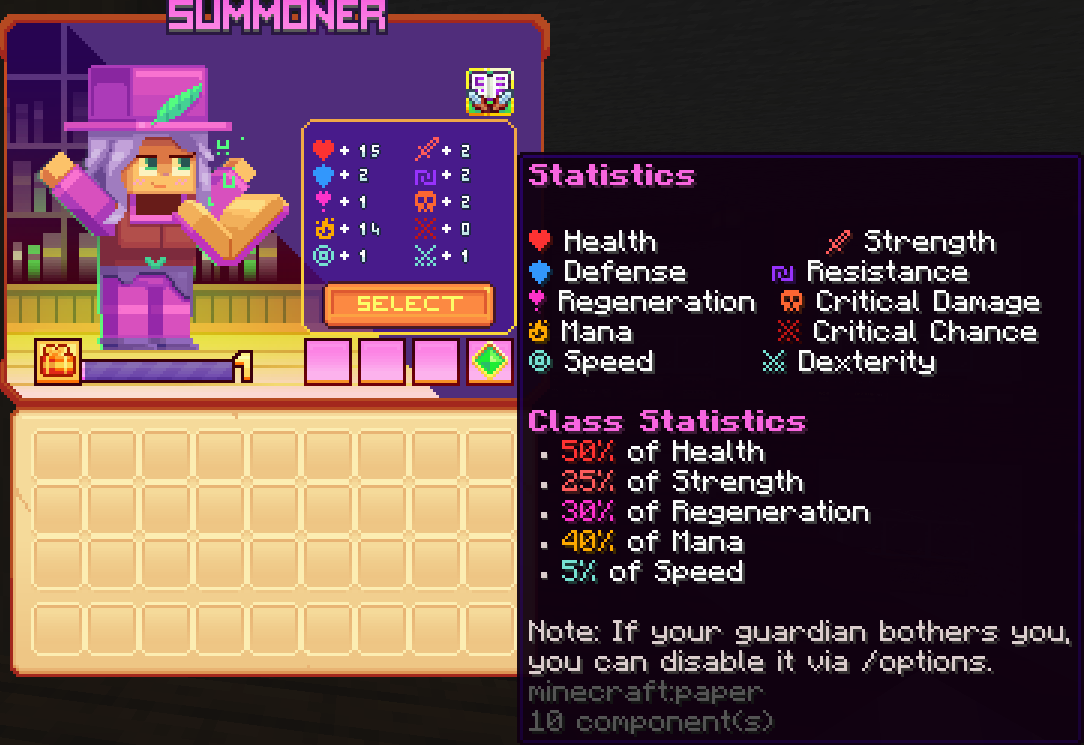 SUMMONER
+ 15 + 2
+ 2 + 2
+ 1 + 2
+ 14 + 0
+ 1 + 1
SELECT
1
Statistics
Health Strength
Defense Resistance
Regeneration Critical Damage
Mana Critical Chance
Speed Dexterity
Class Statistics
• 50% of Health
• 25% of Strength
• 30% of Regeneration
• 40% of Mana
• 5% of Speed
Note: If your guardian bothers you,
you can disable it via /options.
minecraft:paper
10 component(s)